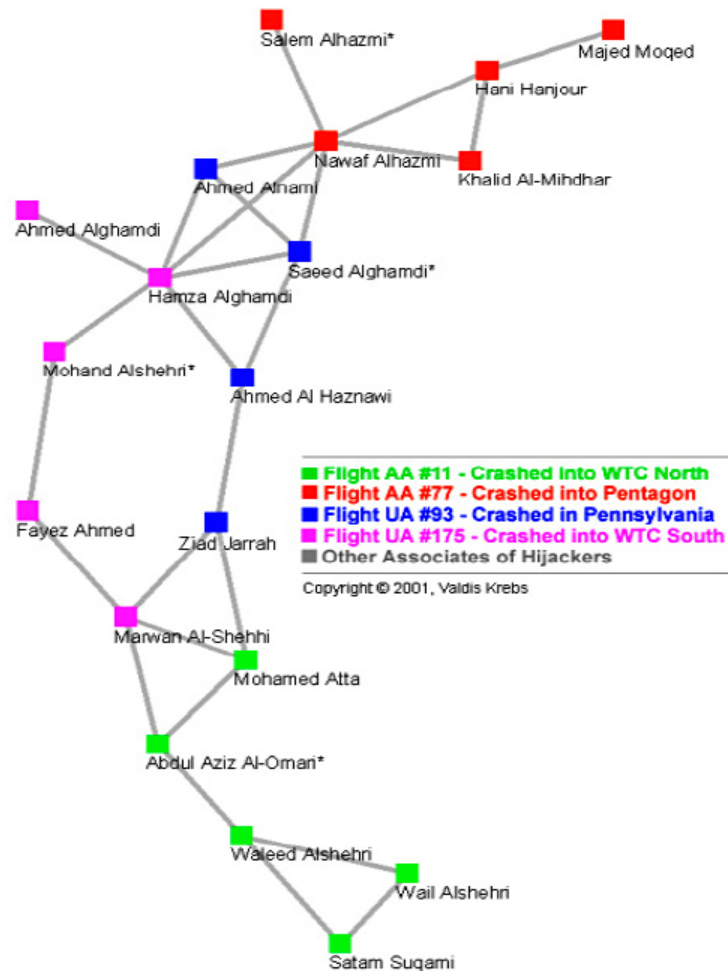 Salem Alhazmi*
Majed Moqed
Hani Hanjour
Nawaf Alhazmi
Khalid Al-Mihdhar
Ahmed Alnami
Ahmed Alghamdi
Saeed Alghamdi*
Hamza Alghamdi
Mohand Alshehri*
Ahmed Al Haznawi
Flight AA #11 - Crashed into WTC North
Flight AA #77 - Crashed into Pentagon
Flight UA #93 - Crashed in Pennsylvania
Flight UA #175 - Crashed into WTC South
Other Associates of Hijackers
Copyright © 2001, Valdis Krebs
Fayez Ahmed
Ziad Jarrah
Marwan Al-Shehhi
Mohamed Atta
Abdul Aziz Al-Omari*
Waleed Alshehri
Wail Alshehri
Satam Suqami